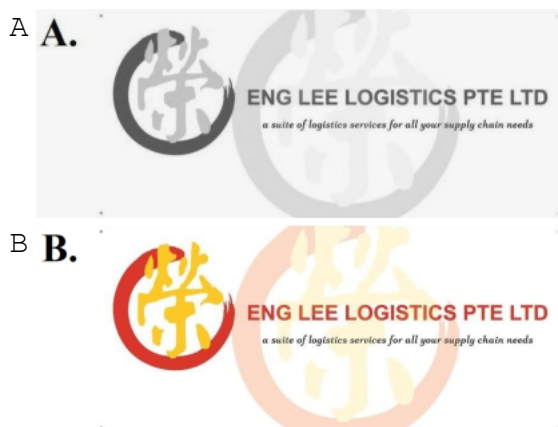 A A.
榮
ENG LEE LOGISTICS PTE LTD
a suite of logistics services for all your supply chain needs
B B.
榮
ENG LEE LOGISTICS PTE LTD
a suite of logistics services for all your supply chain needs